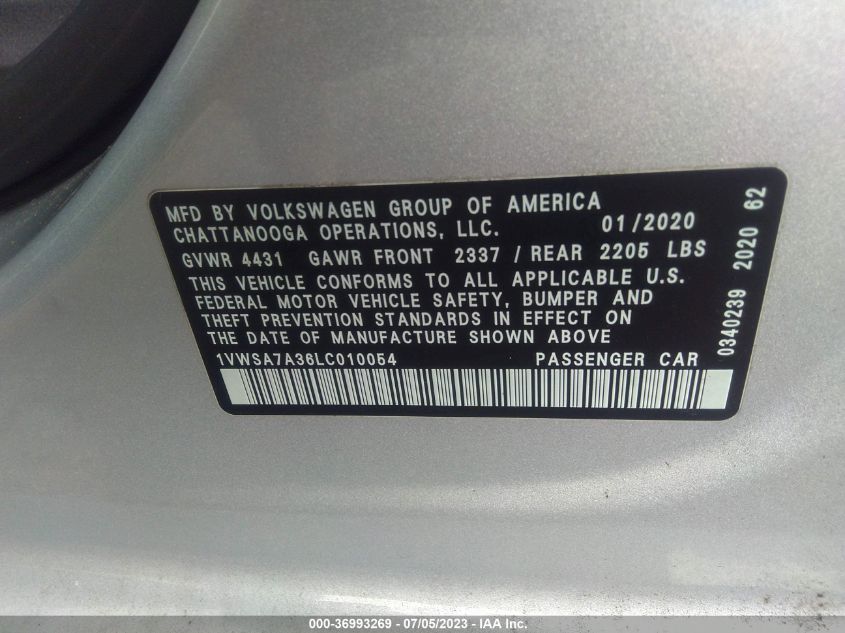 MFD BY VOLKSWAGEN GROUP OF AMERICA
CHATTANOOGA OPERATIONS, LLC. 01/2020
GVWR 4431 GAWR FRONT 2337 / REAR 2205 LBS
THIS VEHICLE CONFORMS TO ALL APPLICABLE U.S.
FEDERAL MOTOR VEHICLE SAFETY, BUMPER AND
THEFT PREVENTION STANDARDS IN EFFECT ON
THE DATE OF MANUFACTURE SHOWN ABOVE
1VWSA7A36LC010054 PASSENGER CAR
0340239 2020 62
000-36993269 - 07/05/2023 - IAA Inc.